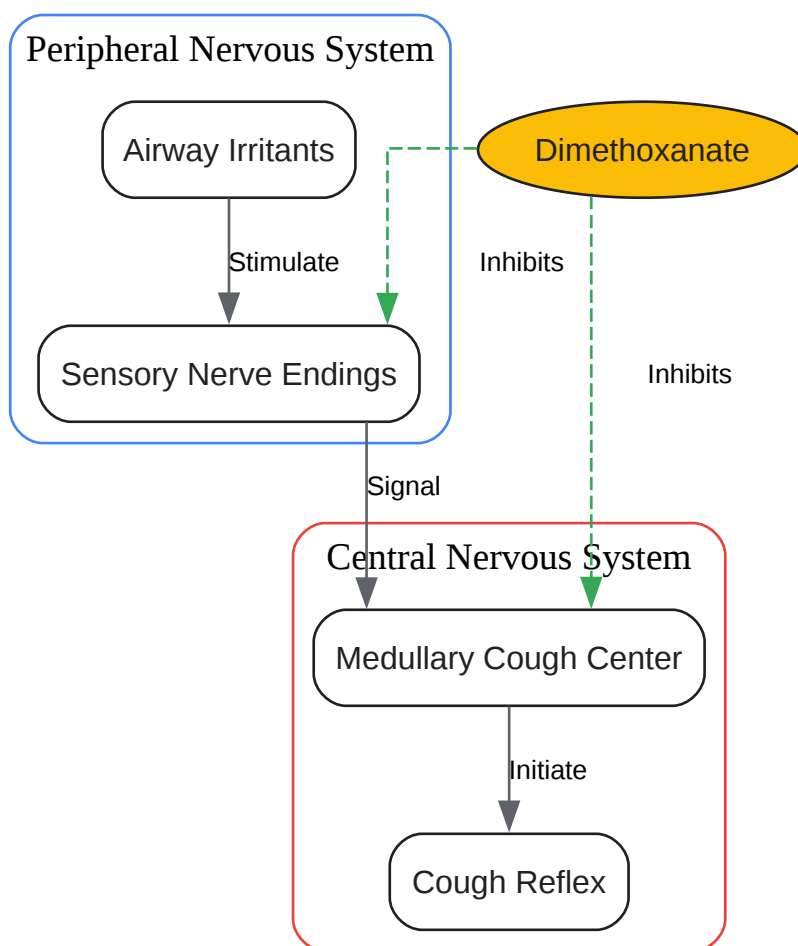 Peripheral Nervous System
Airway Irritants
Dimethoxanate
Stimulate
Inhibits
Sensory Nerve Endings
Inhibits
Signal
Central Nervous System
Medullary Cough Center
Initiate
Cough Reflex